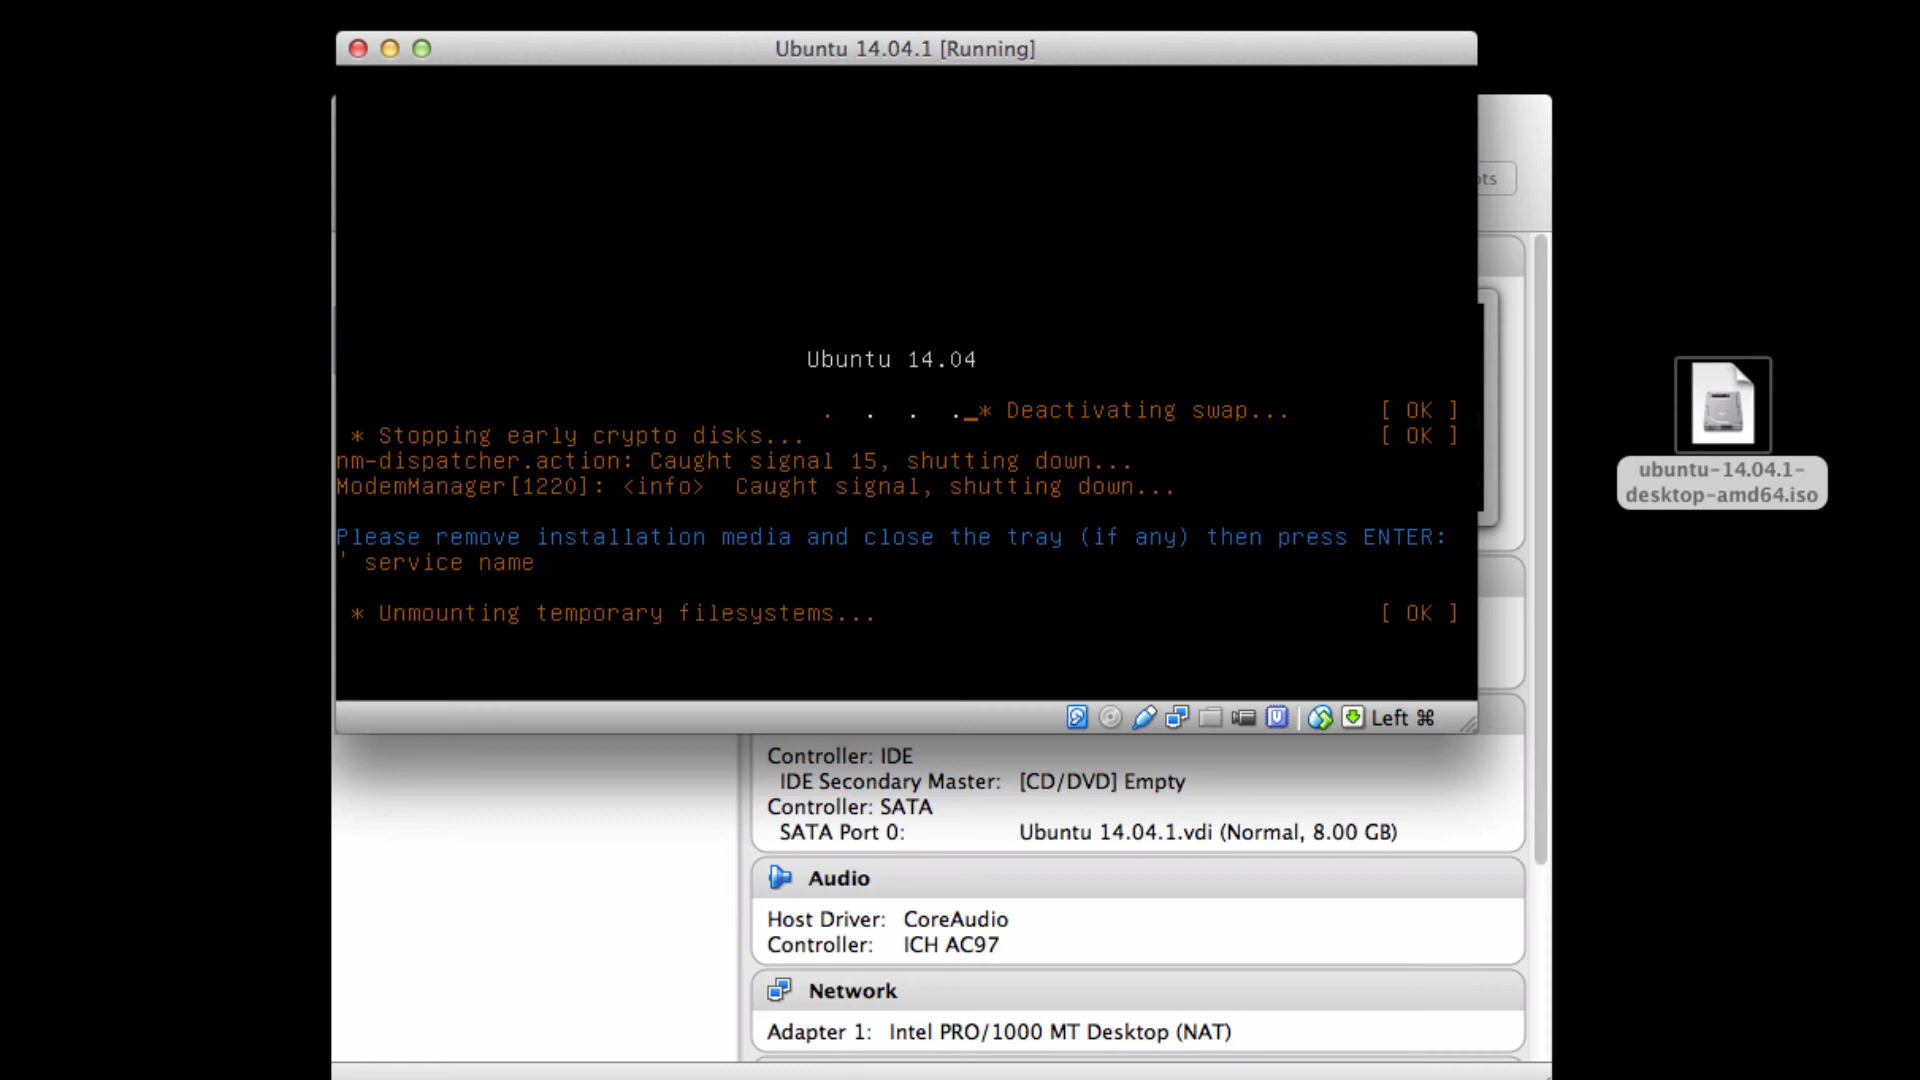 Ubuntu 14.04.1 [Running]
ots
Ubuntu 14.04
. . . ._* Deactivating swap... [ OK ]
* Stopping early crypto disks... [ OK ]
nm-dispatcher.action: Caught signal 15, shutting down...
ModemManager[1220]: <info>  Caught signal, shutting down...
Please remove installation media and close the tray (if any) then press ENTER:
' service name
* Unmounting temporary filesystems... [ OK ]
Left ⌘
ubuntu-14.04.1-
desktop-amd64.iso
Controller: IDE
IDE Secondary Master: [CD/DVD] Empty
Controller: SATA
SATA Port 0: Ubuntu 14.04.1.vdi (Normal, 8.00 GB)
Audio
Host Driver: CoreAudio
Controller: ICH AC97
Network
Adapter 1: Intel PRO/1000 MT Desktop (NAT)